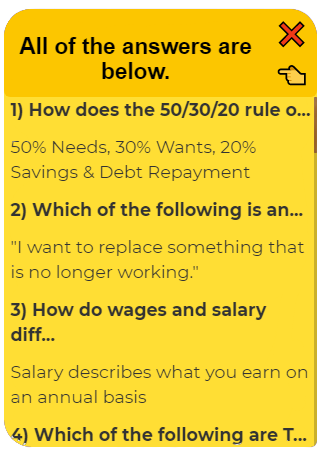 All of the answers are
below.
1) How does the 50/30/20 rule o...
50% Needs, 30% Wants, 20%
Savings & Debt Repayment
2) Which of the following is an...
"I want to replace something that
is no longer working."
3) How do wages and salary
diff...
Salary describes what you earn on
an annual basis
4) Which of the following are T...